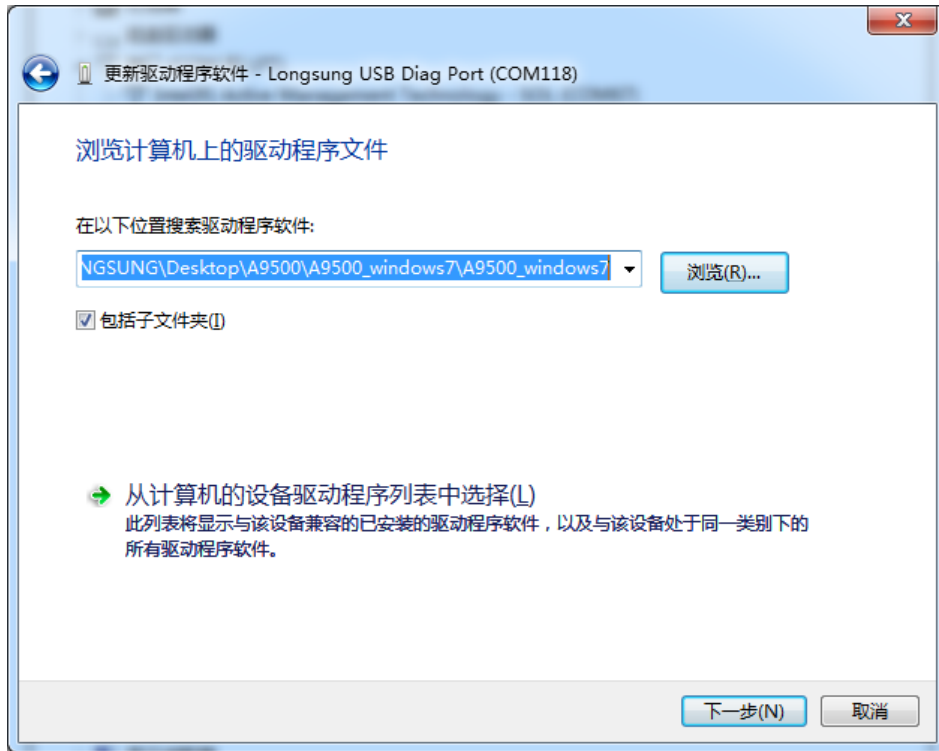 更新驱动程序软件 - Longsung USB Diag Port (COM118)
浏览计算机上的驱动程序文件
在以下位置搜索驱动程序软件:
NGSUNG\Desktop\A9500\A9500_windows7\A9500_windows7
浏览(R)...
包括子文件夹(I)
从计算机的设备驱动程序列表中选择(L)
此列表将显示与该设备兼容的已安装的驱动程序软件，以及与该设备处于同一类别下的
所有驱动程序软件。
下一步(N)
取消